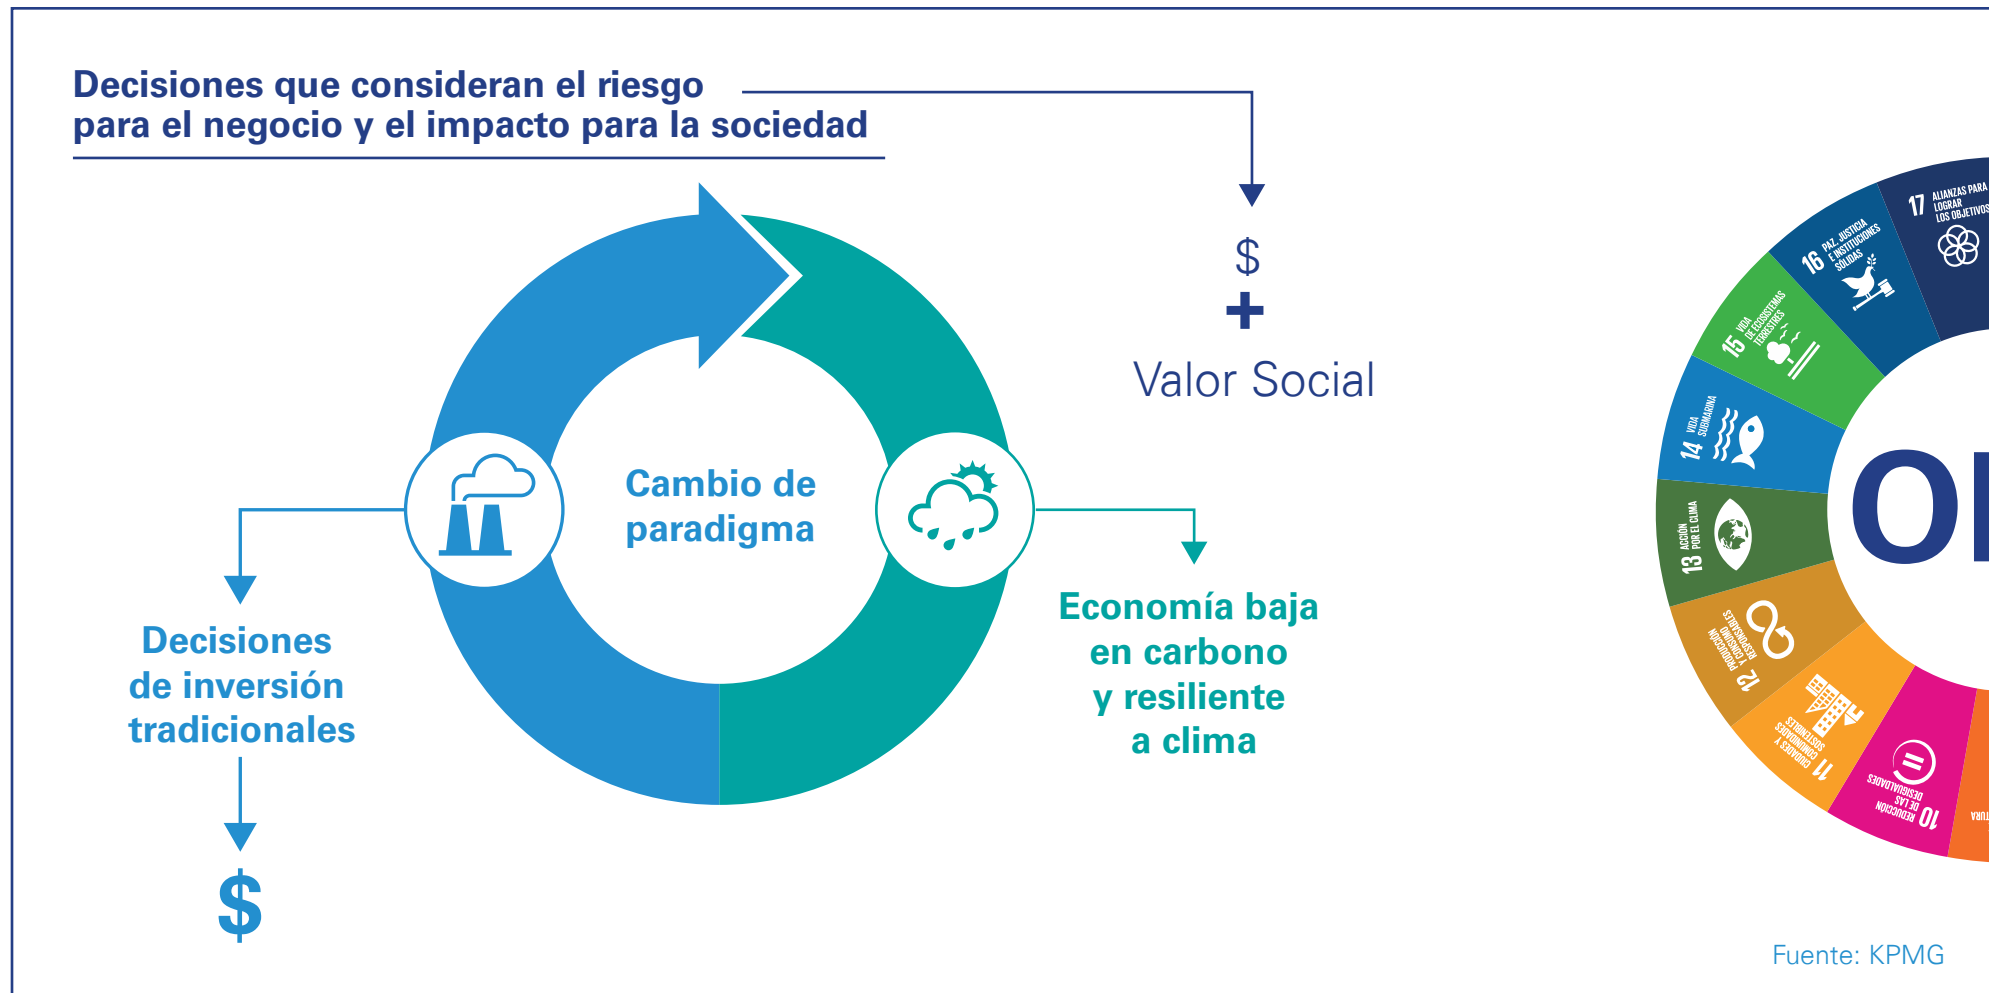 Decisiones que consideran el riesgo
para el negocio y el impacto para la sociedad
$
+
Valor Social
Cambio de
paradigma
Decisiones
de inversión
tradicionales
$
Economía baja
en carbono
y resiliente
a clima
17 ALIANZAS PARA
LOGRAR
LOS OBJETIVOS
16 PAZ, JUSTICIA
E INSTITUCIONES
SÓLIDAS
15 VIDA
DE ECOSISTEMAS
TERRESTRES
14 VIDA
SUBMARINA
13 ACCIÓN
POR EL CLIMA
12 PRODUCCIÓN
Y CONSUMO
RESPONSABLES
11 CIUDADES Y
COMUNIDADES
SOSTENIBLES
10 REDUCCIÓN
DE LAS
DESIGUALDADES
Fuente: KPMG